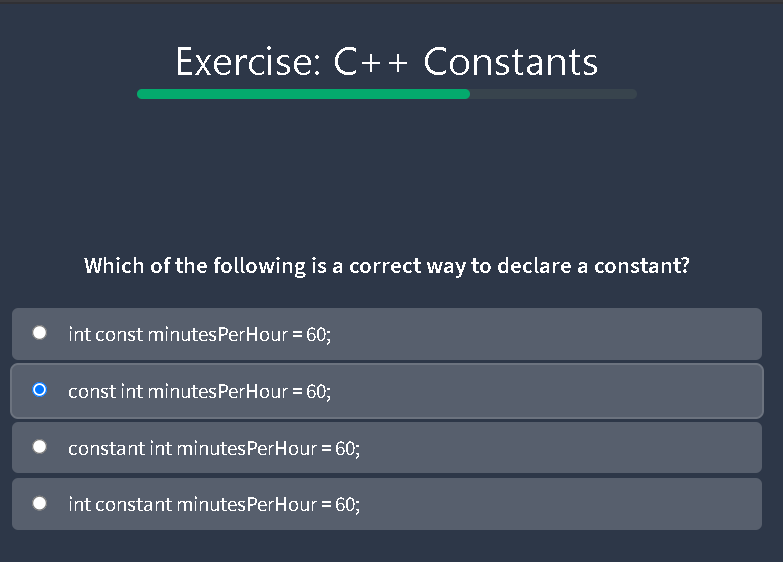 Exercise: C++ Constants
Which of the following is a correct way to declare a constant?
int const minutesPerHour = 60;
const int minutesPerHour = 60;
constant int minutesPerHour = 60;
int constant minutesPerHour = 60;